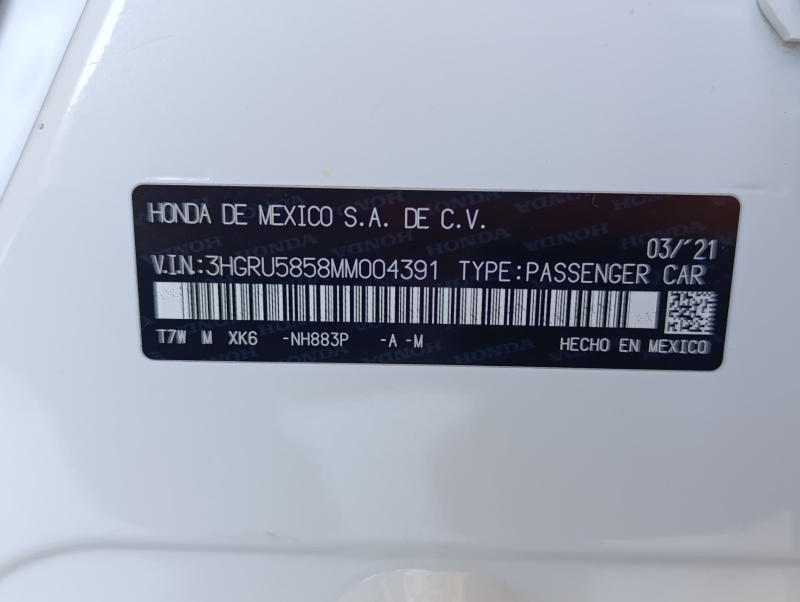 HONDA DE MEXICO S.A. DE C.V.
03/'21
V.I.N.:3HGRU5858MM004391 TYPE:PASSENGER CAR
T7W M XK6 -NH883P -A -M
HECHO EN MEXICO